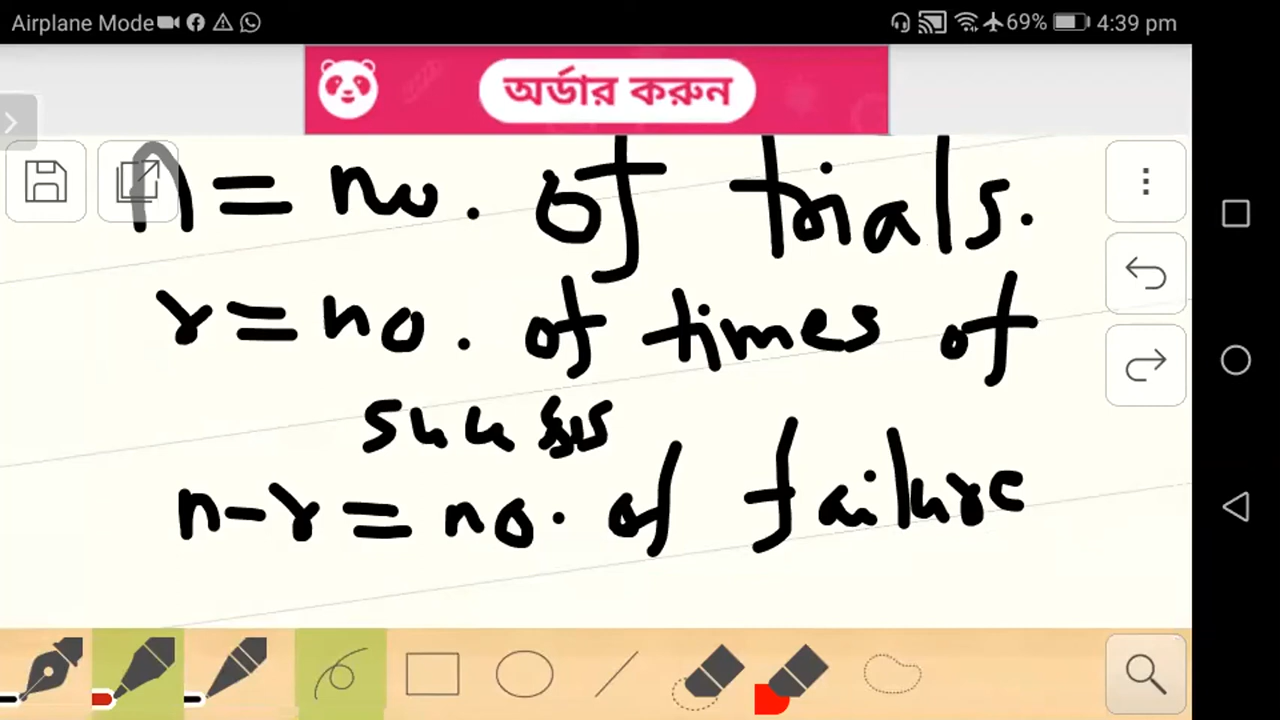 Airplane Mode 69% 4:39 pm
অর্ডার করুন
n = no. of trials.
r = no. of times of
success
n-r = no. of failure